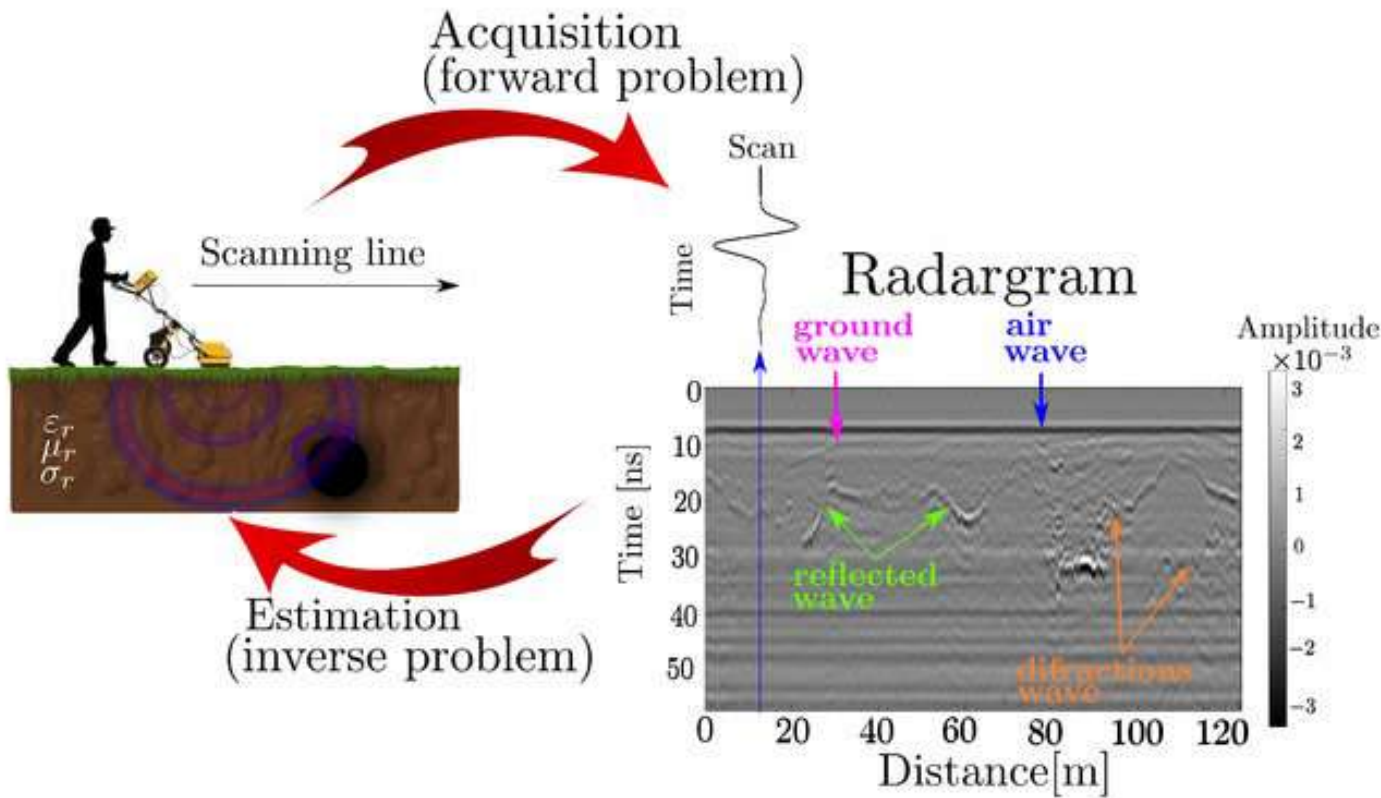 Acquisition
(forward problem)
Scan
Time
Scanning line
Radargram
ground
wave
air
wave
Amplitude
×10⁻³
εr
μr
σr
Time [ns]
0
10
20
30
40
50
reflected
wave
difractions
wave
3
2
1
0
−1
−2
−3
0
20
40
60
80
100
120
Distance[m]
Estimation
(inverse problem)